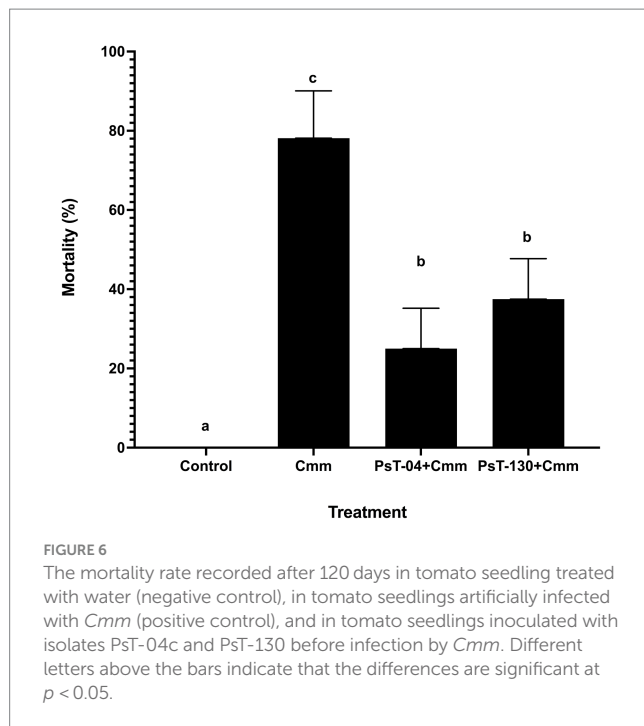 100
80
60
40
20
0
Mortality (%)
a
c
b
b
Control
Cmm
PsT-04+Cmm
PsT-130+Cmm
Treatment
FIGURE 6
The mortality rate recorded after 120 days in tomato seedling treated
with water (negative control), in tomato seedlings artificially infected
with Cmm (positive control), and in tomato seedlings inoculated with
isolates PsT-04c and PsT-130 before infection by Cmm. Different
letters above the bars indicate that the differences are significant at
p < 0.05.